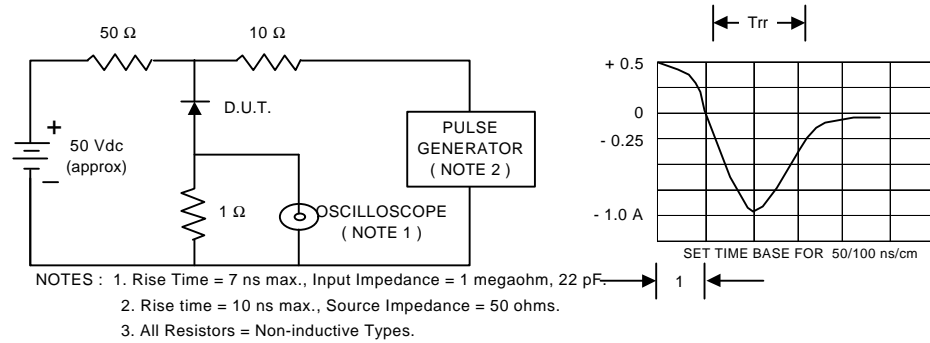 50 Ω
10 Ω
Trr
+ 0.5
D.U.T.
0
+
50 Vdc
(approx)
−
PULSE
GENERATOR
( NOTE 2 )
- 0.25
1 Ω
OSCILLOSCOPE
( NOTE 1 )
- 1.0 A
SET TIME BASE FOR 50/100 ns/cm
NOTES : 1. Rise Time = 7 ns max., Input Impedance = 1 megaohm, 22 pF.
1
2. Rise time = 10 ns max., Source Impedance = 50 ohms.
3. All Resistors = Non-inductive Types.